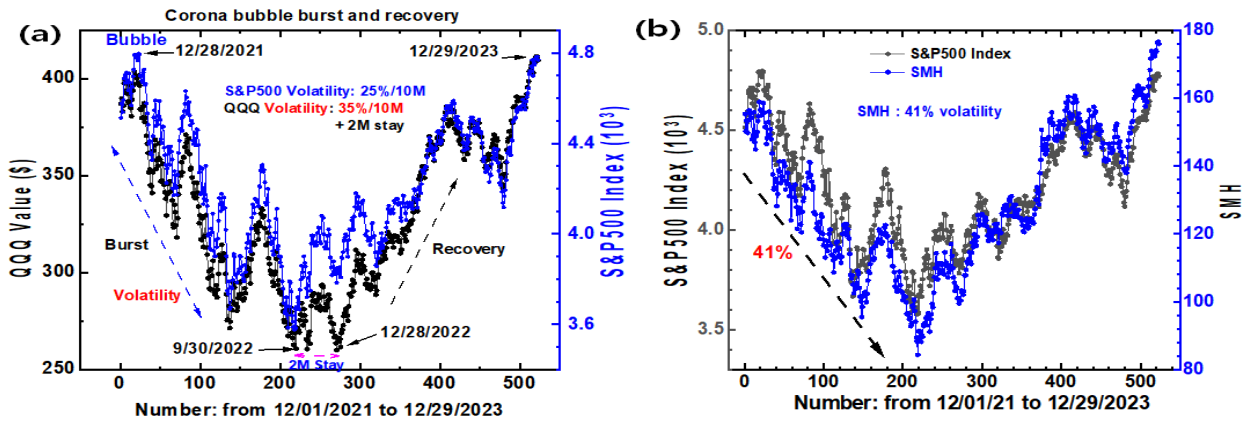 Corona bubble burst and recovery
(a)
Bubble
12/28/2021
12/29/2023
S&P500 Volatility: 25%/10M
QQQ Volatility: 35%/10M
+ 2M stay
Burst
Volatility
Recovery
9/30/2022
12/28/2022
2M Stay
QQQ Value ($)
400
350
300
250
S&P500 Index (10³)
4.8
4.4
4.0
3.6
0 100 200 300 400 500
Number: from 12/01/2021 to 12/29/2023
(b)
S&P500 Index
SMH
SMH : 41% volatility
41%
S&P500 Index (10³)
5.0
4.5
4.0
3.5
SMH
180
160
140
120
100
80
0 100 200 300 400 500
Number: from 12/01/21 to 12/29/2023